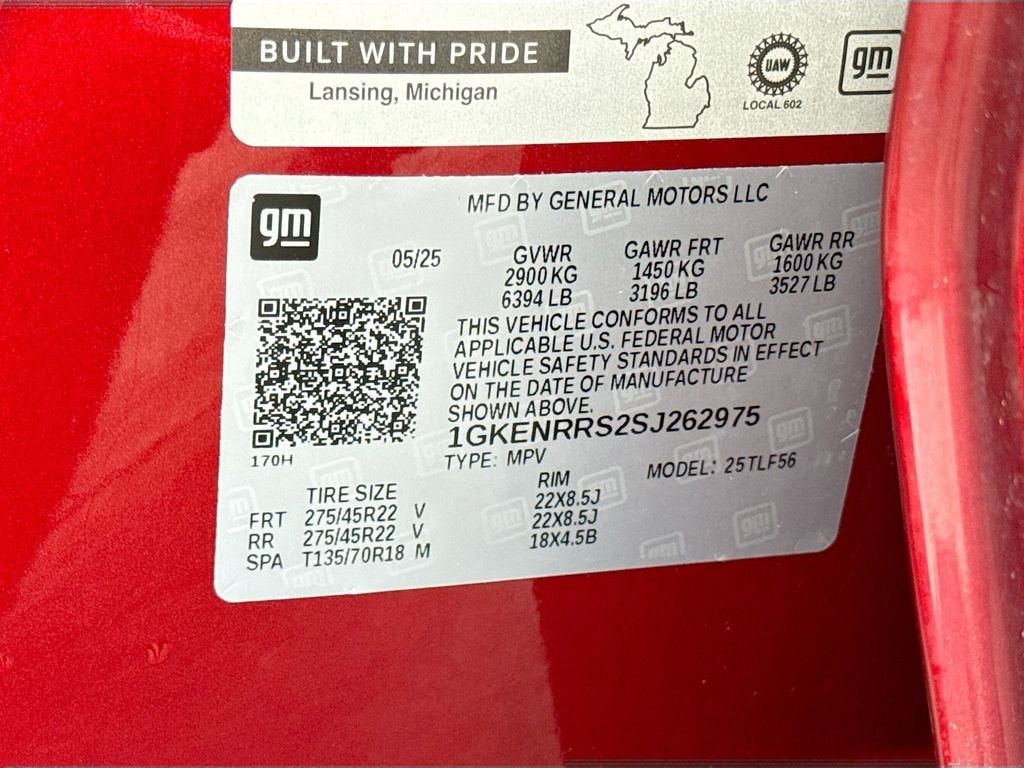 BUILT WITH PRIDE
Lansing, Michigan
UAW
LOCAL 602
gm
gm
MFD BY GENERAL MOTORS LLC
05/25
GVWR GAWR FRT GAWR RR
2900 KG 1450 KG 1600 KG
6394 LB 3196 LB 3527 LB
THIS VEHICLE CONFORMS TO ALL
APPLICABLE U.S. FEDERAL MOTOR
VEHICLE SAFETY STANDARDS IN EFFECT
ON THE DATE OF MANUFACTURE
SHOWN ABOVE.
1GKENRRS2SJ262975
170H
TYPE: MPV MODEL: 25TLF56
TIRE SIZE RIM
FRT 275/45R22 V 22X8.5J
RR 275/45R22 V 22X8.5J
SPA T135/70R18 M 18X4.5B